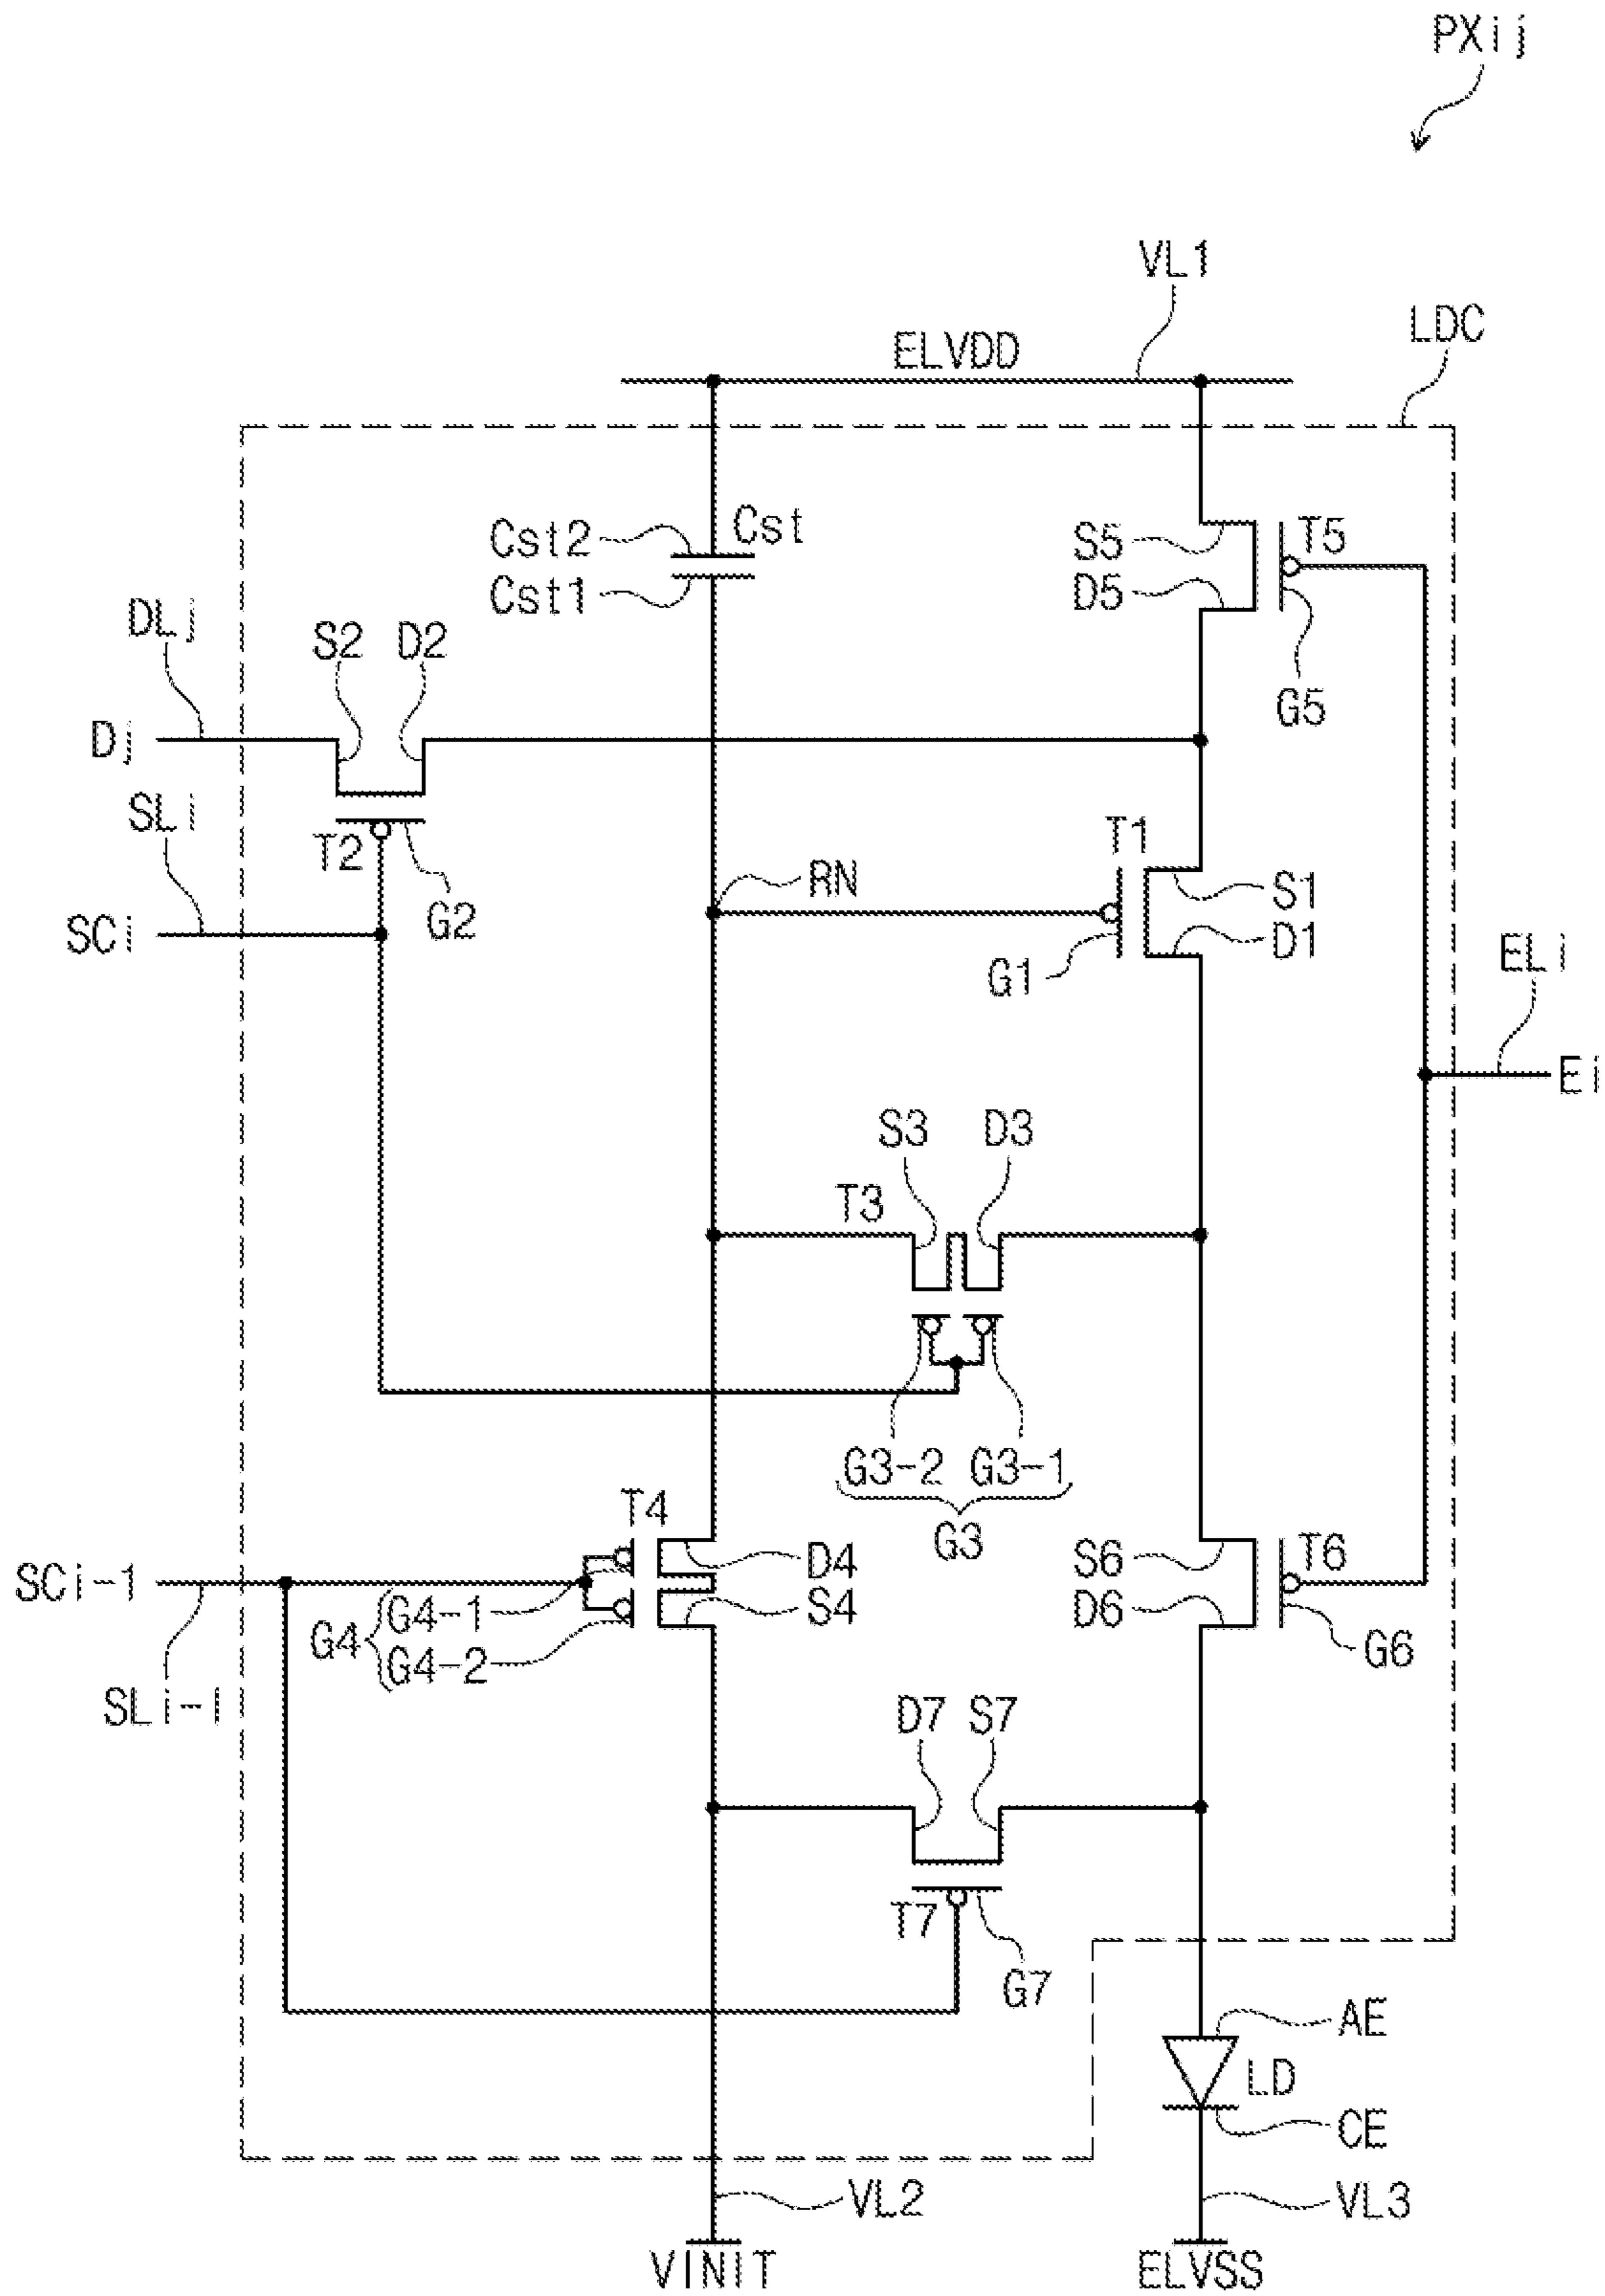 PXij
VL1
LDC
ELVDD
Cst2
Cst
Cst1
S5
T5
D5
G5
DLj
S2
D2
Dj
SLi
T2
G2
SCi
RN
T1
S1
D1
G1
ELi
Ei
S3
D3
T3
G3-2
G3-1
G3
T4
D4
S4
S6
T6
D6
G6
SCi-1
G4
G4-1
G4-2
SLi-1
D7
S7
T7
G7
AE
LD
CE
VL2
VL3
VINIT
ELVSS